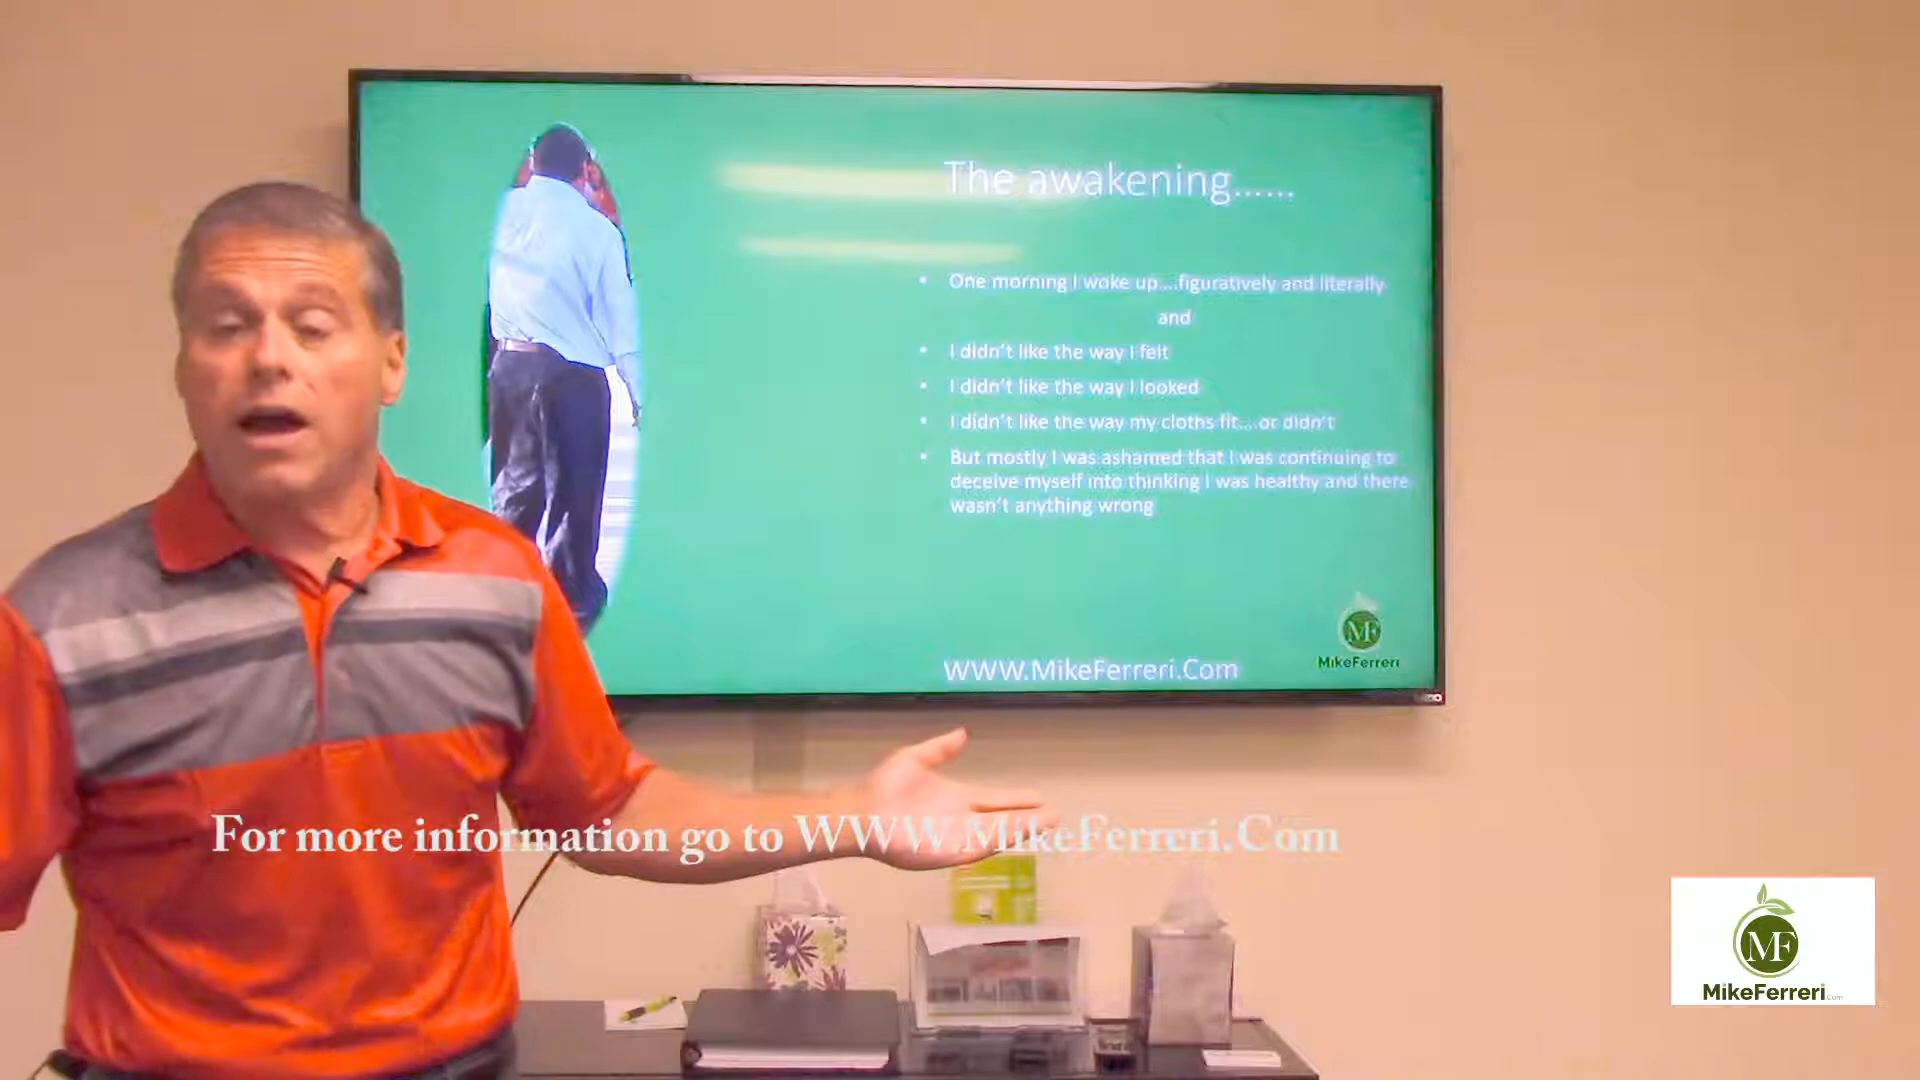 The awakening......
• One morning I woke up....figuratively and literally
and
• I didn't like the way I felt
• I didn't like the way I looked
• I didn't like the way my cloths fit....or didn't
• But mostly I was ashamed that I was continuing to
deceive myself into thinking I was healthy and there
wasn't anything wrong
MF
MikeFerreri
WWW.MikeFerreri.Com
VIZIO
For more information go to WWW.MikeFerreri.Com
MF
MikeFerreri.Com